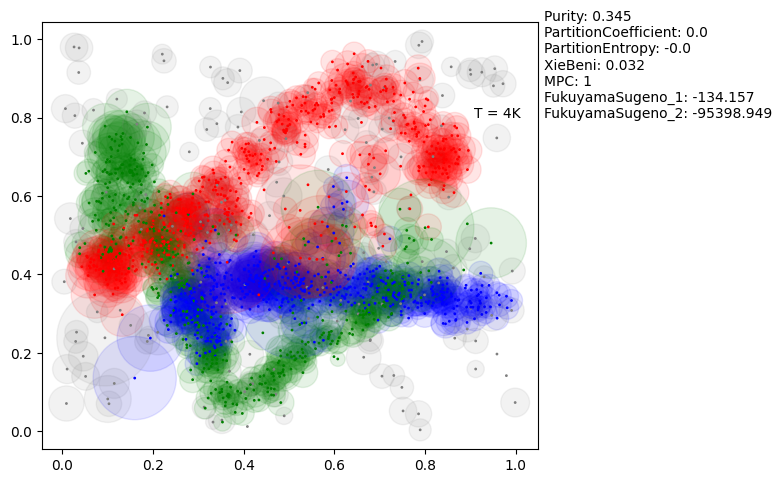 Purity: 0.345
PartitionCoefficient: 0.0
PartitionEntropy: -0.0
XieBeni: 0.032
MPC: 1
FukuyamaSugeno_1: -134.157
FukuyamaSugeno_2: -95398.949
T = 4K
1.0
0.8
0.6
0.4
0.2
0.0
0.0 0.2 0.4 0.6 0.8 1.0